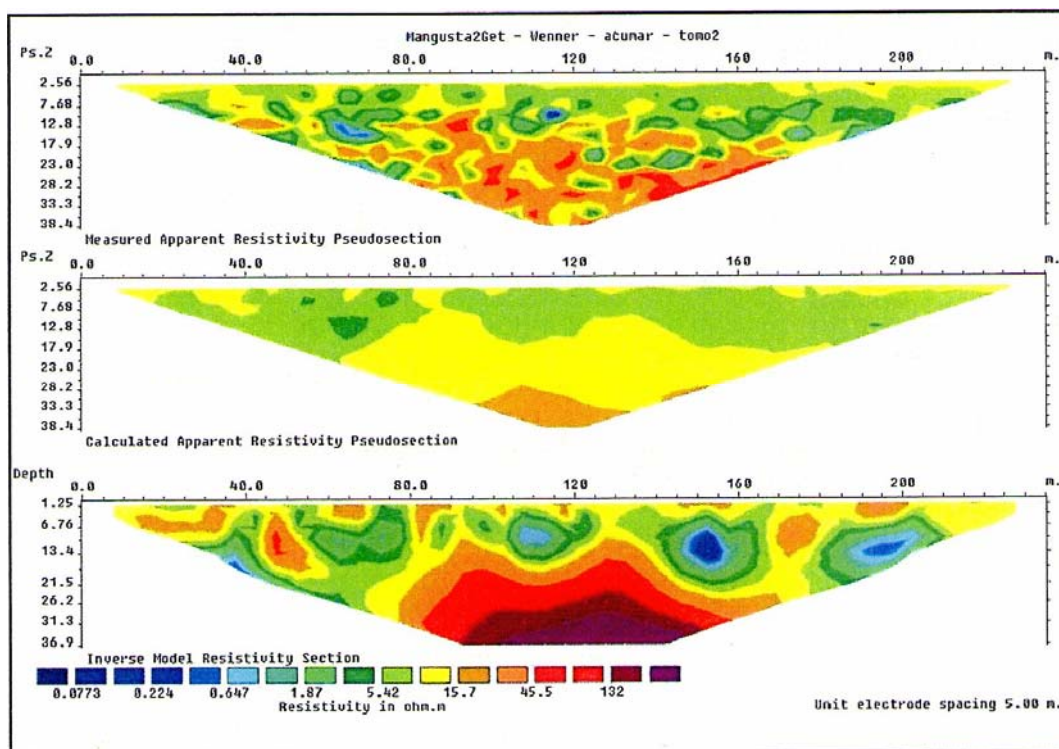 Mangusta2Get - Wenner - acumar - tomo2
Ps.Z 0.0 40.0 80.0 120 160 200 m.
2.56
7.68
12.8
17.9
23.0
28.2
33.3
38.4
Measured Apparent Resistivity Pseudosection
Ps.Z 0.0 40.0 80.0 120 160 200 m.
2.56
7.68
12.8
17.9
23.0
28.2
33.3
38.4
Calculated Apparent Resistivity Pseudosection
Depth 0.0 40.0 80.0 120 160 200 m.
1.25
6.76
13.4
21.5
26.2
31.3
36.9
Inverse Model Resistivity Section
0.0773 0.224 0.647 1.87 5.42 15.7 45.5 132
Resistivity in ohm.m
Unit electrode spacing 5.00 m.